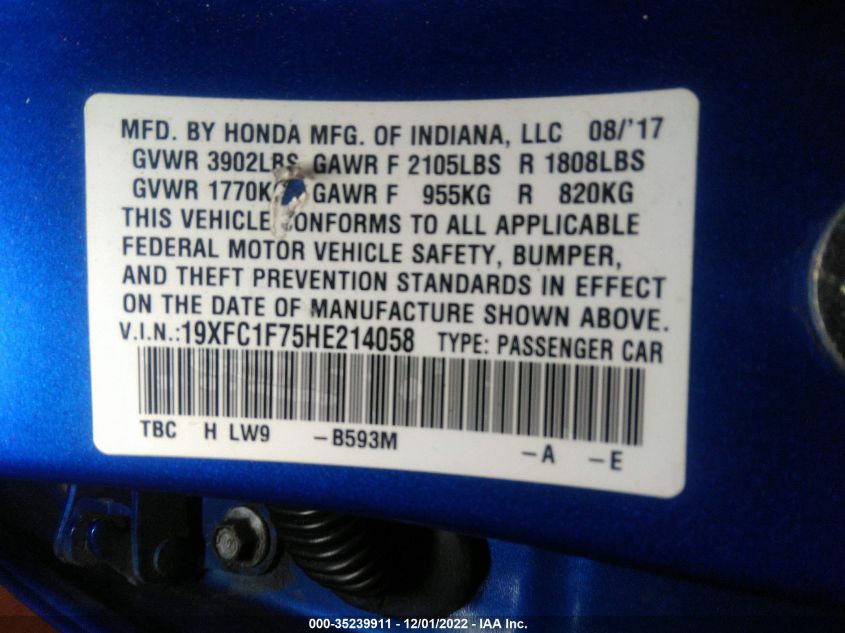 MFD. BY HONDA MFG. OF INDIANA, LLC 08/'17
GVWR 3902LBS GAWR F 2105LBS R 1808LBS
GVWR 1770K GAWR F 955KG R 820KG
THIS VEHICLE CONFORMS TO ALL APPLICABLE
FEDERAL MOTOR VEHICLE SAFETY, BUMPER,
AND THEFT PREVENTION STANDARDS IN EFFECT
ON THE DATE OF MANUFACTURE SHOWN ABOVE.
V.I.N.:19XFC1F75HE214058 TYPE: PASSENGER CAR
TBC H LW9 -B593M -A -E
000-35239911 - 12/01/2022 - IAA Inc.